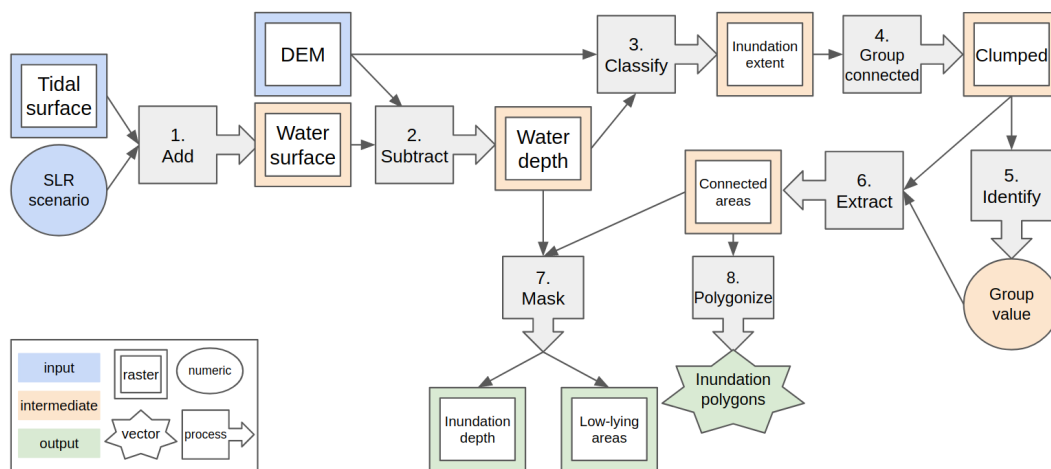 Tidal
surface
SLR
scenario
1.
Add
DEM
Water
surface
2.
Subtract
Water
depth
3.
Classify
Inundation
extent
4.
Group
connected
Clumped
5.
Identify
Group
value
6.
Extract
Connected
areas
7.
Mask
8.
Polygonize
Inundation
depth
Low-lying
areas
Inundation
polygons
input
intermediate
output
raster
numeric
vector
process